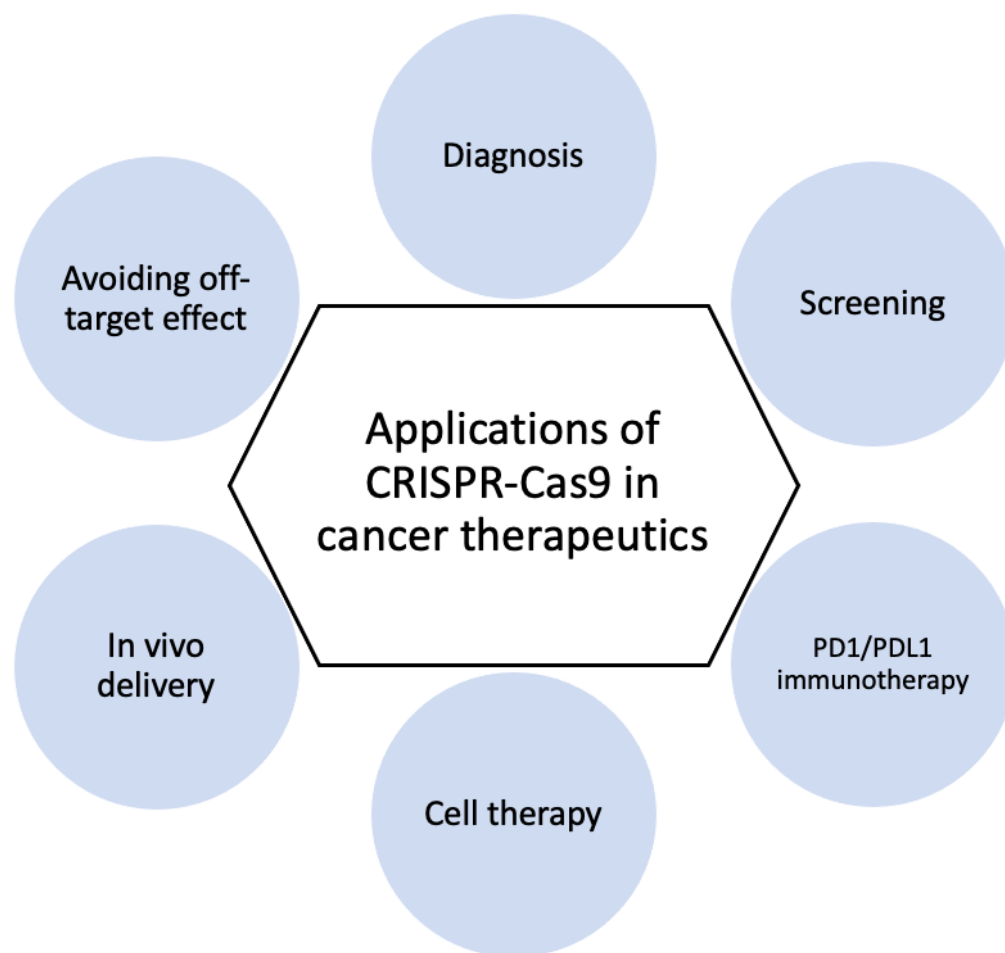 Diagnosis
Avoiding off-
target effect
Screening
Applications of
CRISPR-Cas9 in
cancer therapeutics
In vivo
delivery
PD1/PDL1
immunotherapy
Cell therapy